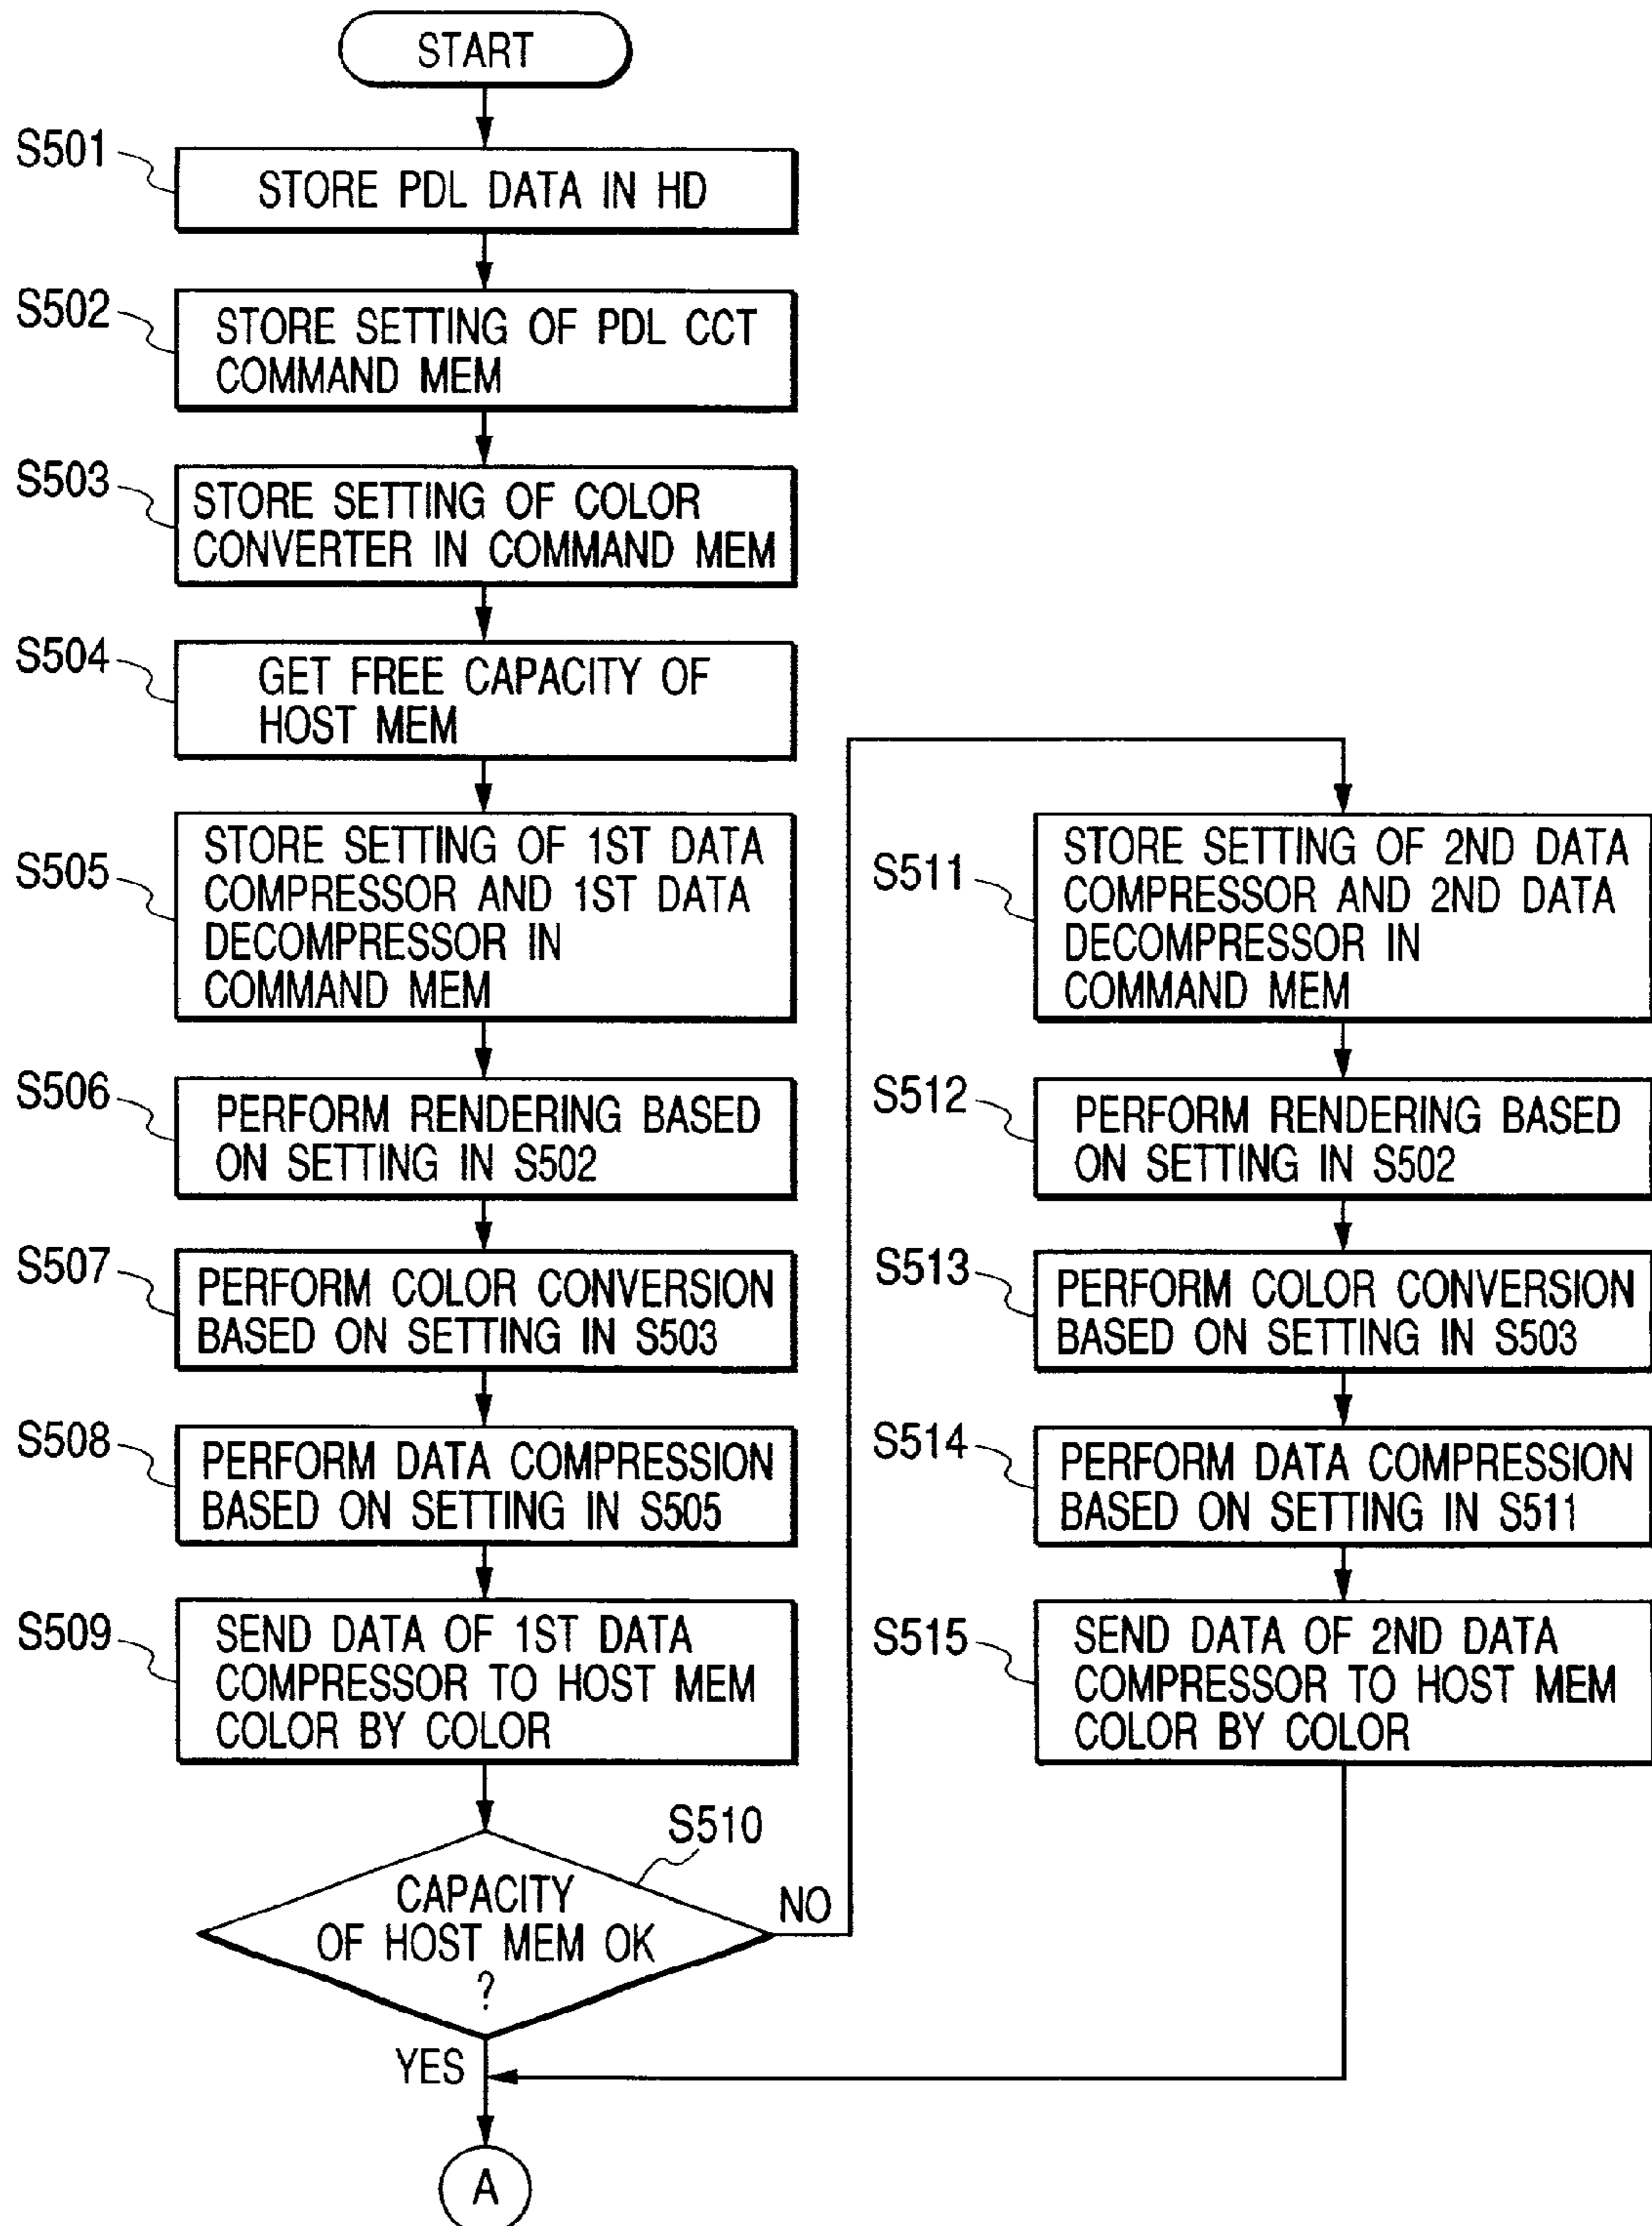 START
S501
STORE PDL DATA IN HD
S502
STORE SETTING OF PDL CCT
COMMAND MEM
S503
STORE SETTING OF COLOR
CONVERTER IN COMMAND MEM
S504
GET FREE CAPACITY OF
HOST MEM
S505
STORE SETTING OF 1ST DATA
COMPRESSOR AND 1ST DATA
DECOMPRESSOR IN
COMMAND MEM
S506
PERFORM RENDERING BASED
ON SETTING IN S502
S507
PERFORM COLOR CONVERSION
BASED ON SETTING IN S503
S508
PERFORM DATA COMPRESSION
BASED ON SETTING IN S505
S509
SEND DATA OF 1ST DATA
COMPRESSOR TO HOST MEM
COLOR BY COLOR
S510
CAPACITY
OF HOST MEM OK
?
NO
YES
S511
STORE SETTING OF 2ND DATA
COMPRESSOR AND 2ND DATA
DECOMPRESSOR IN
COMMAND MEM
S512
PERFORM RENDERING BASED
ON SETTING IN S502
S513
PERFORM COLOR CONVERSION
BASED ON SETTING IN S503
S514
PERFORM DATA COMPRESSION
BASED ON SETTING IN S511
S515
SEND DATA OF 2ND DATA
COMPRESSOR TO HOST MEM
COLOR BY COLOR
A